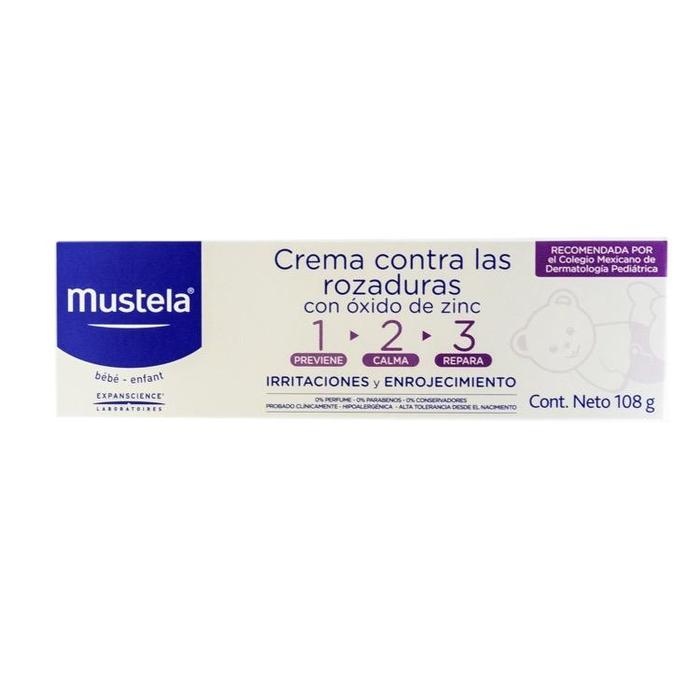 mustela®
bébé - enfant
EXPANSCIENCE®
LABORATOIRES
Crema contra las
rozaduras
con óxido de zinc
1 ▸ 2 ▸ 3
PREVIENE CALMA REPARA
IRRITACIONES y ENROJECIMIENTO
0% PERFUME - 0% PARABENOS - 0% CONSERVADORES
PROBADO CLÍNICAMENTE - HIPOALERGÉNICA - ALTA TOLERANCIA DESDE EL NACIMIENTO
RECOMENDADA POR
el Colegio Mexicano de
Dermatología Pediátrica
Cont. Neto 108 g